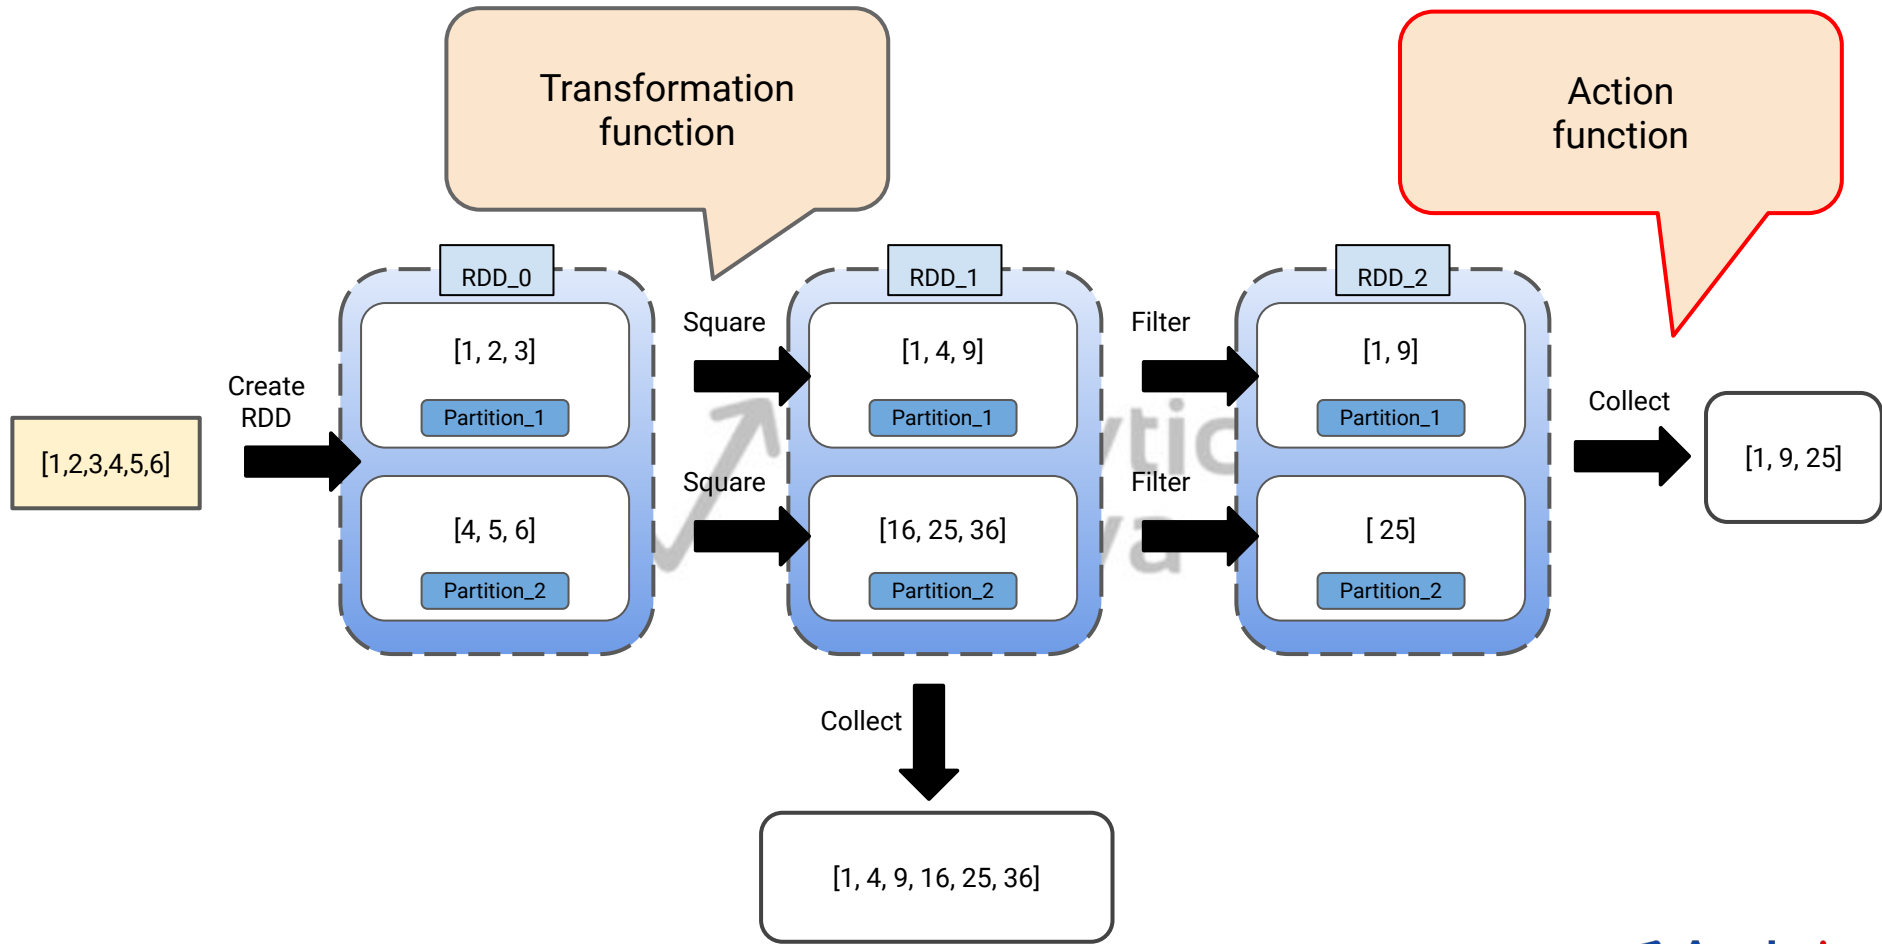 Transformation
function
Action
function
RDD_0
RDD_1
RDD_2
[1, 2, 3]
Partition_1
[4, 5, 6]
Partition_2
Square
Square
[1, 4, 9]
Partition_1
[16, 25, 36]
Partition_2
Filter
Filter
[1, 9]
Partition_1
[ 25]
Partition_2
Create
RDD
[1,2,3,4,5,6]
Collect
[1, 9, 25]
Collect
[1, 4, 9, 16, 25, 36]